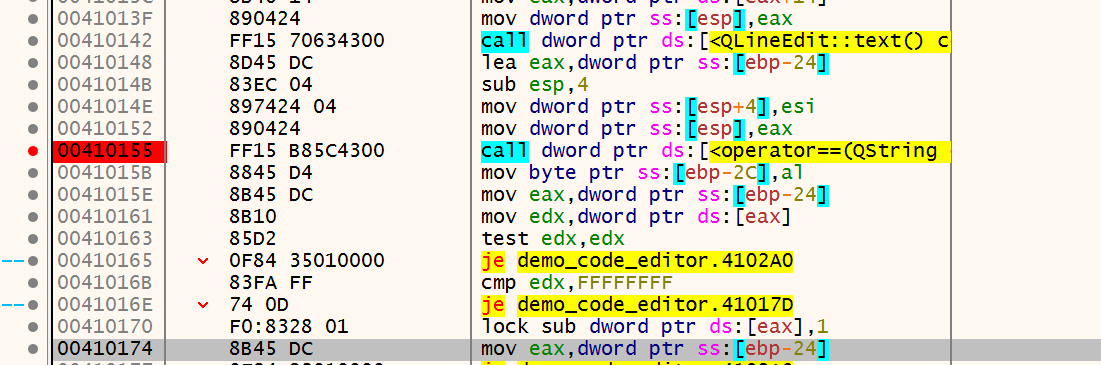 0041013F 890424 mov dword ptr ss:[esp],eax
00410142 FF15 70634300 call dword ptr ds:[<QLineEdit::text() c
00410148 8D45 DC lea eax,dword ptr ss:[ebp-24]
0041014B 83EC 04 sub esp,4
0041014E 897424 04 mov dword ptr ss:[esp+4],esi
00410152 890424 mov dword ptr ss:[esp],eax
00410155 FF15 B85C4300 call dword ptr ds:[<operator==(QString
0041015B 8845 D4 mov byte ptr ss:[ebp-2C],al
0041015E 8B45 DC mov eax,dword ptr ss:[ebp-24]
00410161 8B10 mov edx,dword ptr ds:[eax]
00410163 85D2 test edx,edx
00410165 0F84 35010000 je demo_code_editor.4102A0
0041016B 83FA FF cmp edx,FFFFFFFF
0041016E 74 0D je demo_code_editor.41017D
00410170 F0:8328 01 lock sub dword ptr ds:[eax],1
00410174 8B45 DC mov eax,dword ptr ss:[ebp-24]